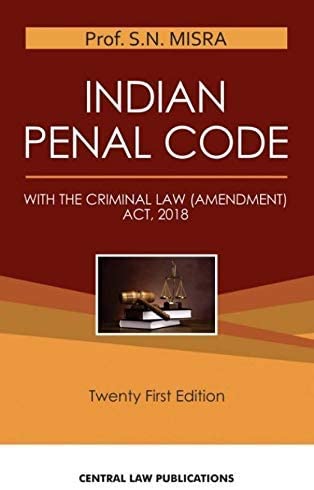 Prof. S.N. MISRA
INDIAN
PENAL CODE
WITH THE CRIMINAL LAW (AMENDMENT)
ACT, 2018
Twenty First Edition
CENTRAL LAW PUBLICATIONS